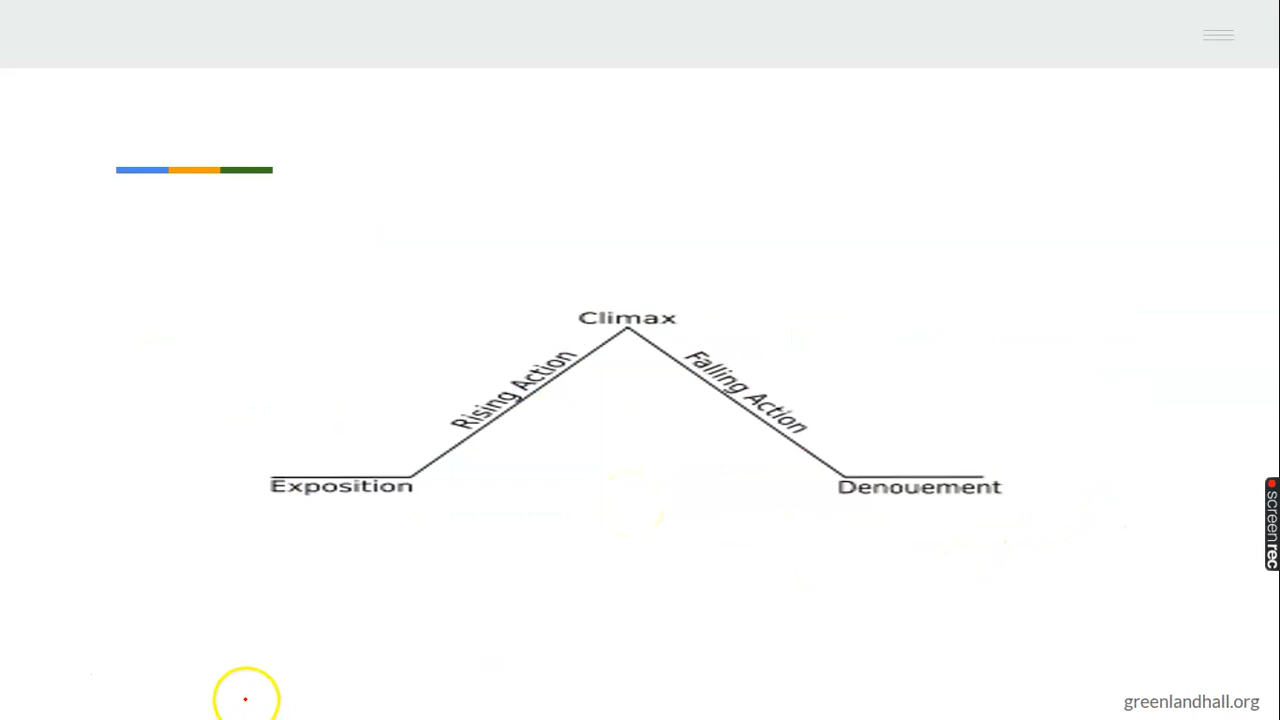 Climax
Rising Action
Falling Action
Exposition
Denouement
screenrec
greenlandhall.org